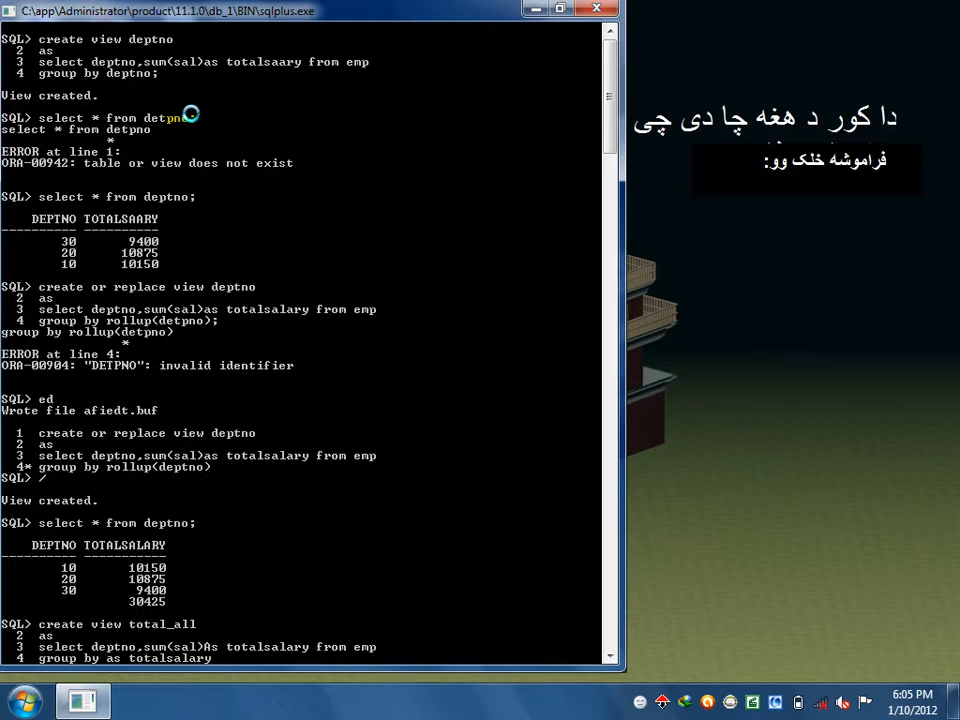 C:\app\Administrator\product\11.1.0\db_1\BIN\sqlplus.exe
SQL> create view deptno
2 as
3 select deptno,sum(sal)as totalsaary from emp
4 group by deptno;
View created.
SQL> select * from detpno;
select * from detpno
*
ERROR at line 1:
ORA-00942: table or view does not exist
SQL> select * from deptno;
DEPTNO TOTALSAARY
---------- ----------
30 9400
20 10875
10 10150
SQL> create or replace view deptno
2 as
3 select deptno,sum(sal)as totalsalary from emp
4 group by rollup(detpno);
group by rollup(detpno)
*
ERROR at line 4:
ORA-00904: "DETPNO": invalid identifier
SQL> ed
Wrote file afiedt.buf
1 create or replace view deptno
2 as
3 select deptno,sum(sal)as totalsalary from emp
4* group by rollup(deptno)
SQL> /
View created.
SQL> select * from deptno;
DEPTNO TOTALSALARY
---------- -----------
10 10150
20 10875
30 9400
30425
SQL> create view total_all
2 as
3 select deptno,sum(sal)As totalsalary from emp
4 group by as totalsalary
دا کور د هغه چا دی چی
فراموشه خلک وو:
6:05 PM
1/10/2012